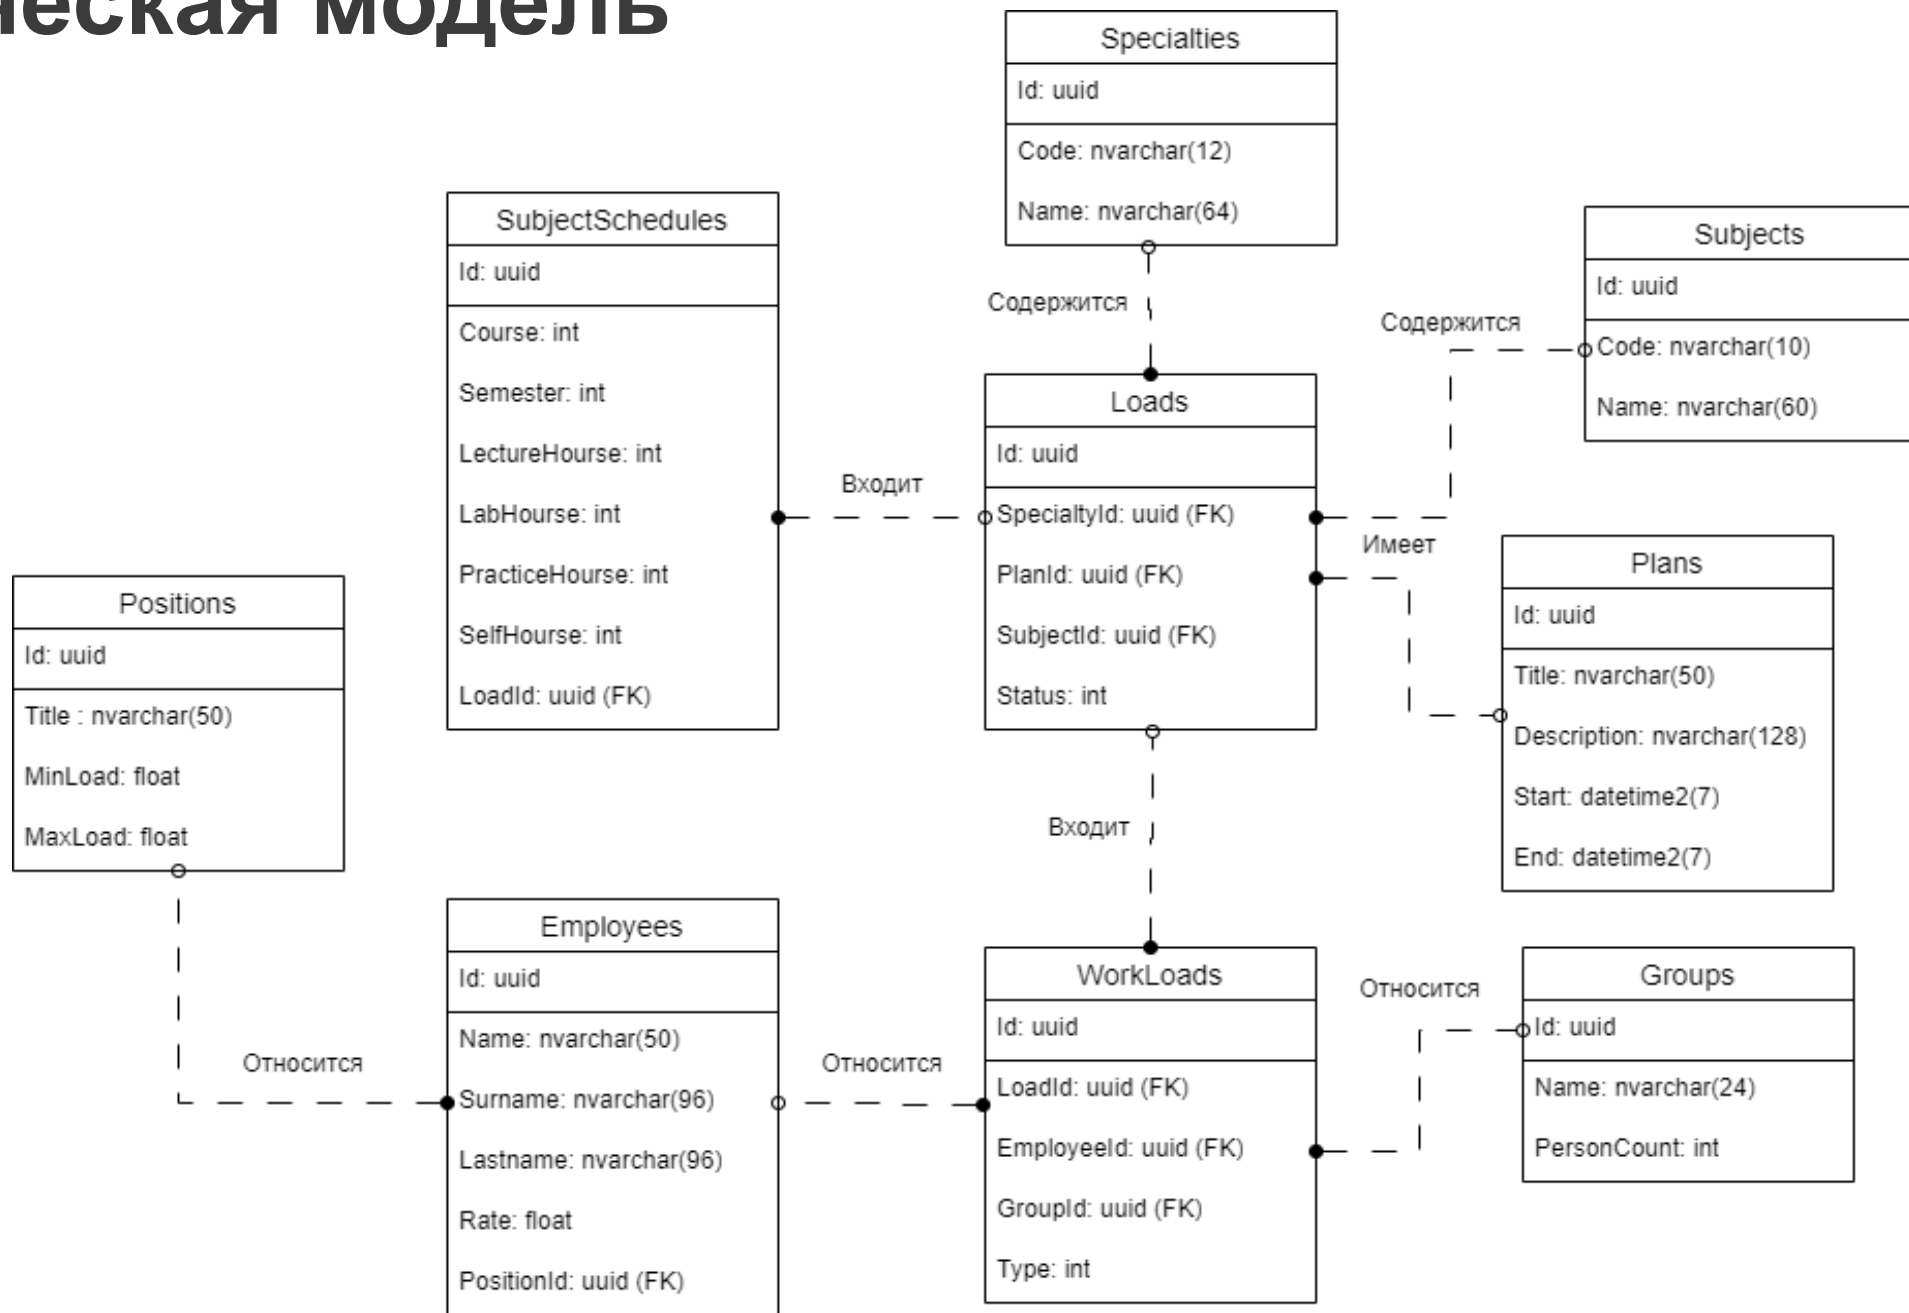 ческая модель
Specialties
Id: uuid
Code: nvarchar(12)
Name: nvarchar(64)
SubjectSchedules
Id: uuid
Course: int
Semester: int
LectureHourse: int
LabHourse: int
PracticeHourse: int
SelfHourse: int
LoadId: uuid (FK)
Содержится
Subjects
Id: uuid
Code: nvarchar(10)
Name: nvarchar(60)
Содержится
Loads
Id: uuid
SpecialtyId: uuid (FK)
PlanId: uuid (FK)
SubjectId: uuid (FK)
Status: int
Входит
Имеет
Plans
Id: uuid
Title: nvarchar(50)
Description: nvarchar(128)
Start: datetime2(7)
End: datetime2(7)
Positions
Id: uuid
Title : nvarchar(50)
MinLoad: float
MaxLoad: float
Входит
Employees
Id: uuid
Name: nvarchar(50)
Surname: nvarchar(96)
Lastname: nvarchar(96)
Rate: float
PositionId: uuid (FK)
Относится
Относится
WorkLoads
Id: uuid
LoadId: uuid (FK)
EmployeeId: uuid (FK)
GroupId: uuid (FK)
Type: int
Относится
Groups
Id: uuid
Name: nvarchar(24)
PersonCount: int